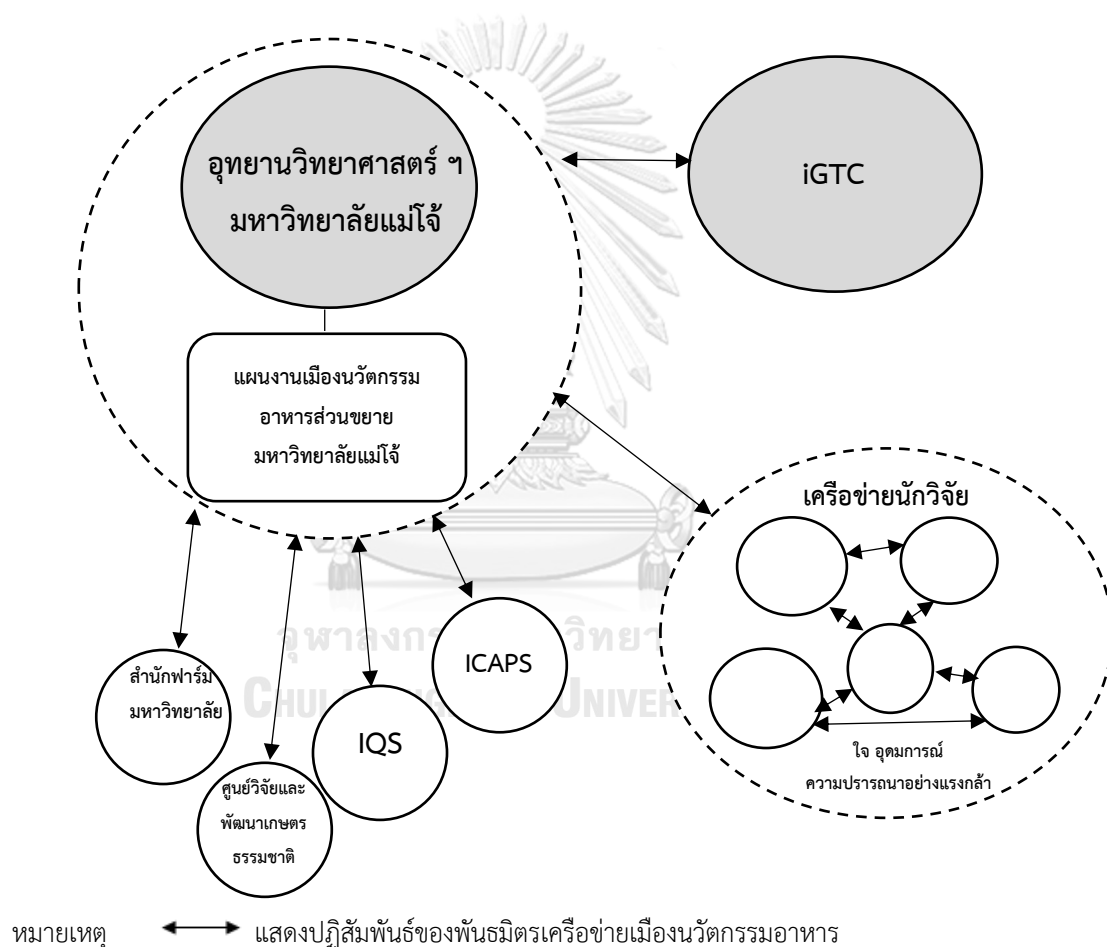 อุทยานวิทยาศาสตร์ ฯ
มหาวิทยาลัยแม่โจ้
iGTC
แผนงานเมืองนวัตกรรม
อาหารส่วนขยาย
มหาวิทยาลัยแม่โจ้
เครือข่ายนักวิจัย
ICAPS
สำนักฟาร์ม
มหาวิทยาลัย
IQS
ศูนย์วิจัยและ
พัฒนาเกษตร
ธรรมชาติ
ใจ อุดมการณ์
ความปรารถนาอย่างแรงกล้า
หมายเหตุ แสดงปฏิสัมพันธ์ของพันธมิตรเครือข่ายเมืองนวัตกรรมอาหาร